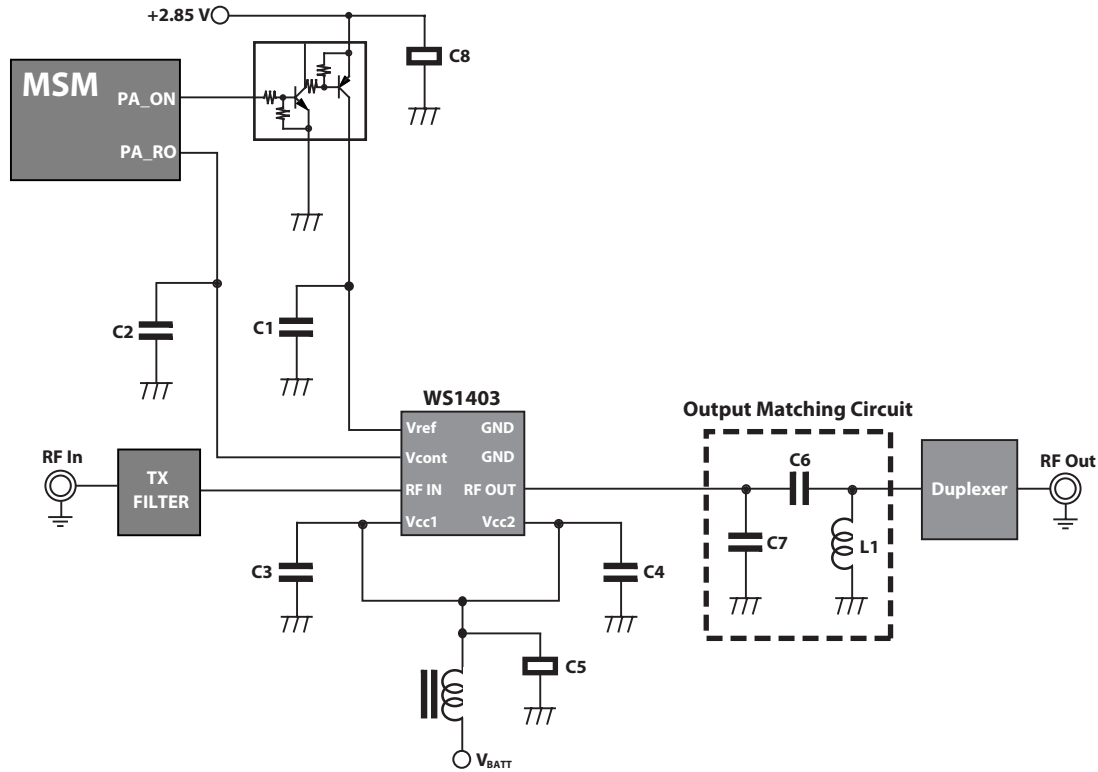 +2.85 V
C8
MSM
PA_ON
PA_RO
C2
C1
WS1403
Vref GND
Vcont GND
RF IN RF OUT
Vcc1 Vcc2
RF In
TX
FILTER
C3
C4
C5
VBATT
Output Matching Circuit
C6
C7
L1
Duplexer
RF Out